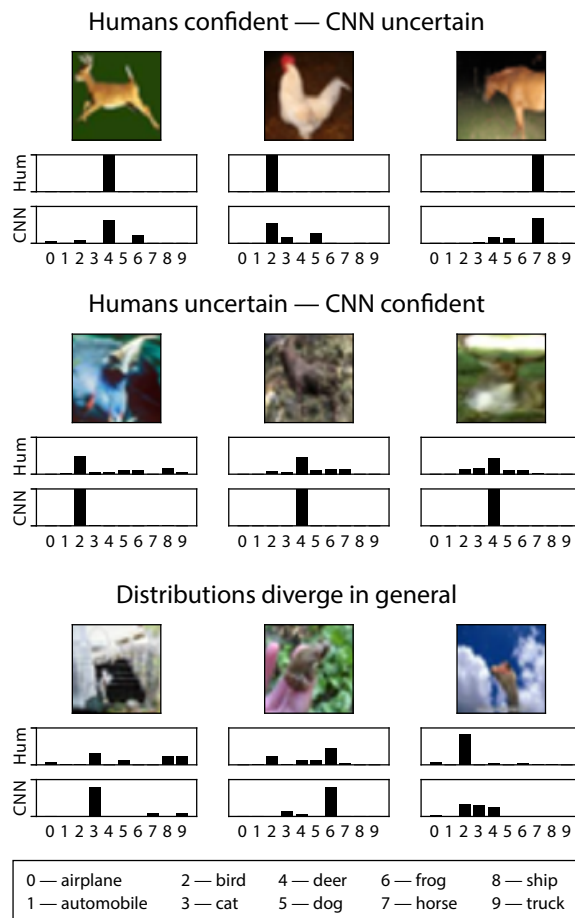 Humans confident — CNN uncertain
Hum
CNN
0 1 2 3 4 5 6 7 8 9 0 1 2 3 4 5 6 7 8 9 0 1 2 3 4 5 6 7 8 9
Humans uncertain — CNN confident
Hum
CNN
0 1 2 3 4 5 6 7 8 9 0 1 2 3 4 5 6 7 8 9 0 1 2 3 4 5 6 7 8 9
Distributions diverge in general
Hum
CNN
0 1 2 3 4 5 6 7 8 9 0 1 2 3 4 5 6 7 8 9 0 1 2 3 4 5 6 7 8 9
0 — airplane 2 — bird 4 — deer 6 — frog 8 — ship
1 — automobile 3 — cat 5 — dog 7 — horse 9 — truck